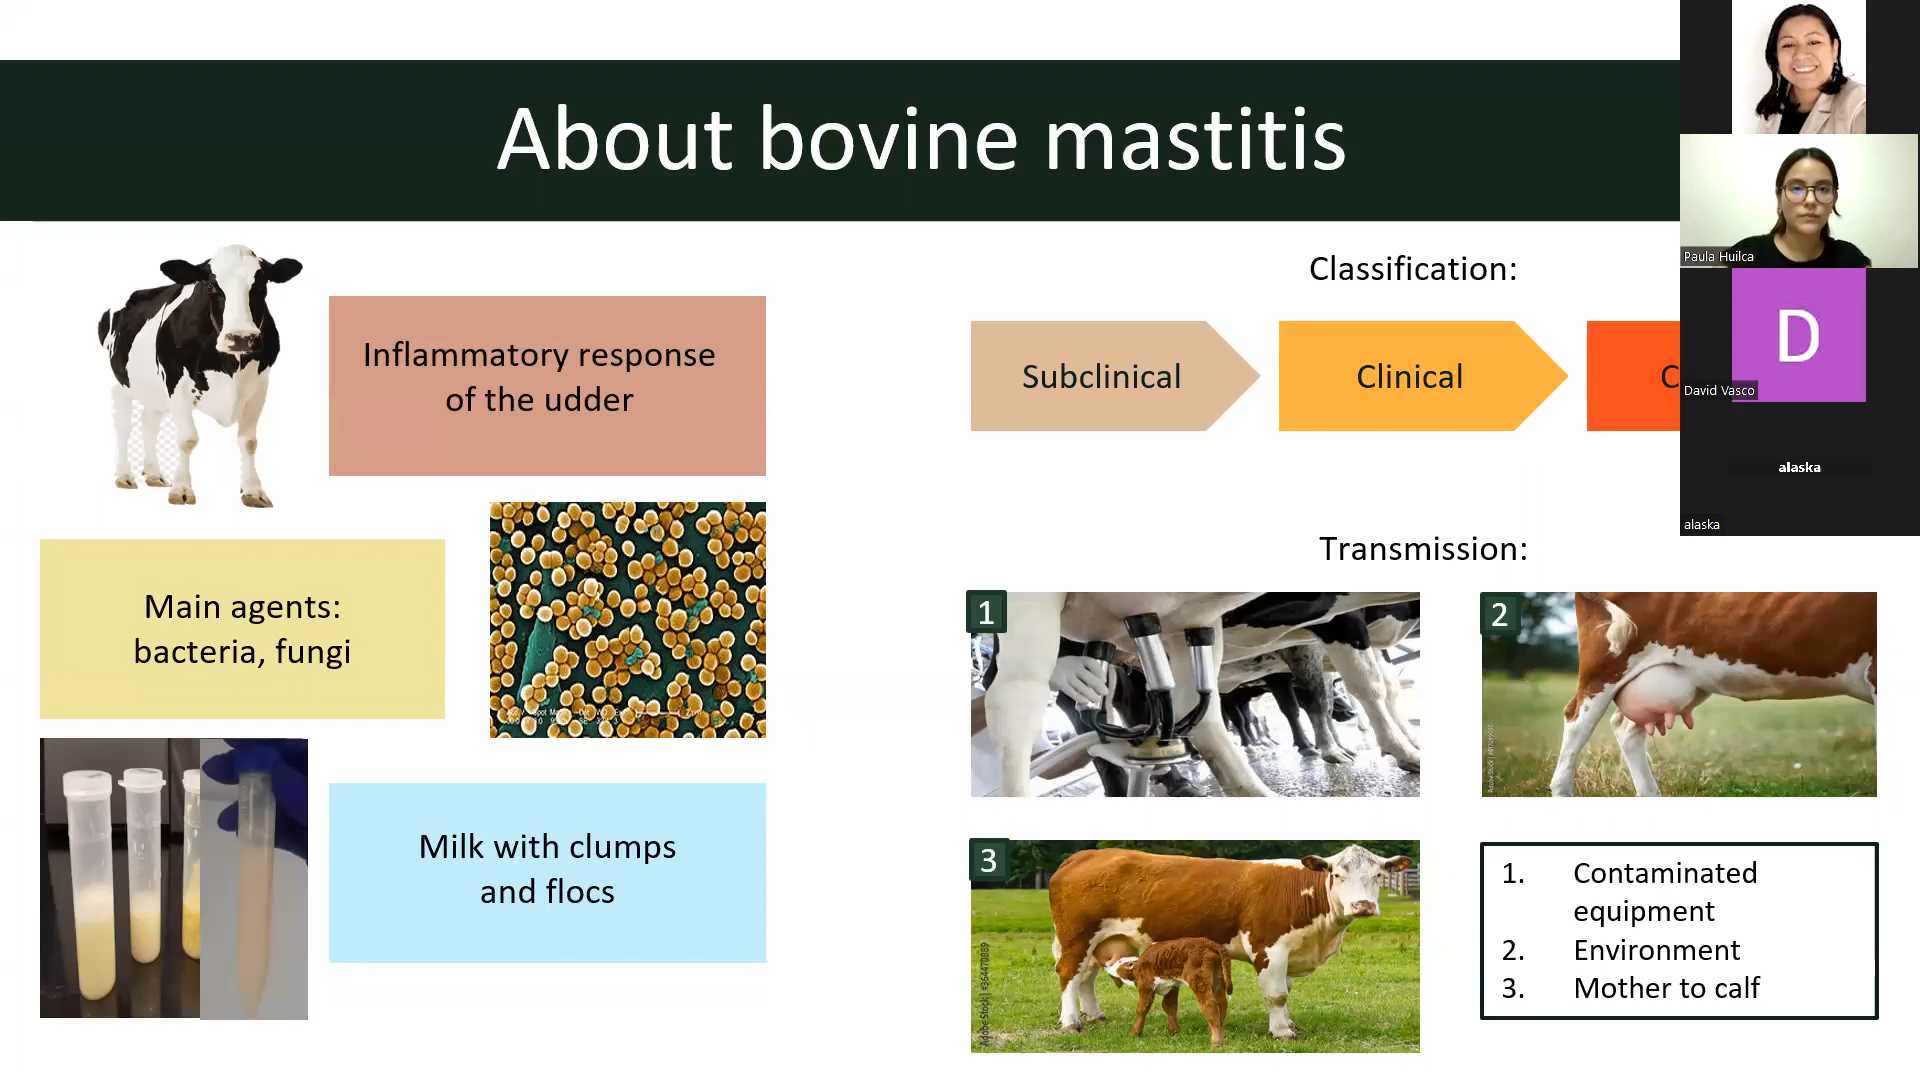 About bovine mastitis
Inflammatory response
of the udder
Main agents:
bacteria, fungi
Milk with clumps
and flocs
Classification:
Subclinical
Clinical
C
Transmission:
1
2
3
1. Contaminated
equipment
2. Environment
3. Mother to calf
Paula Huilca
D
David Vasco
alaska
alaska